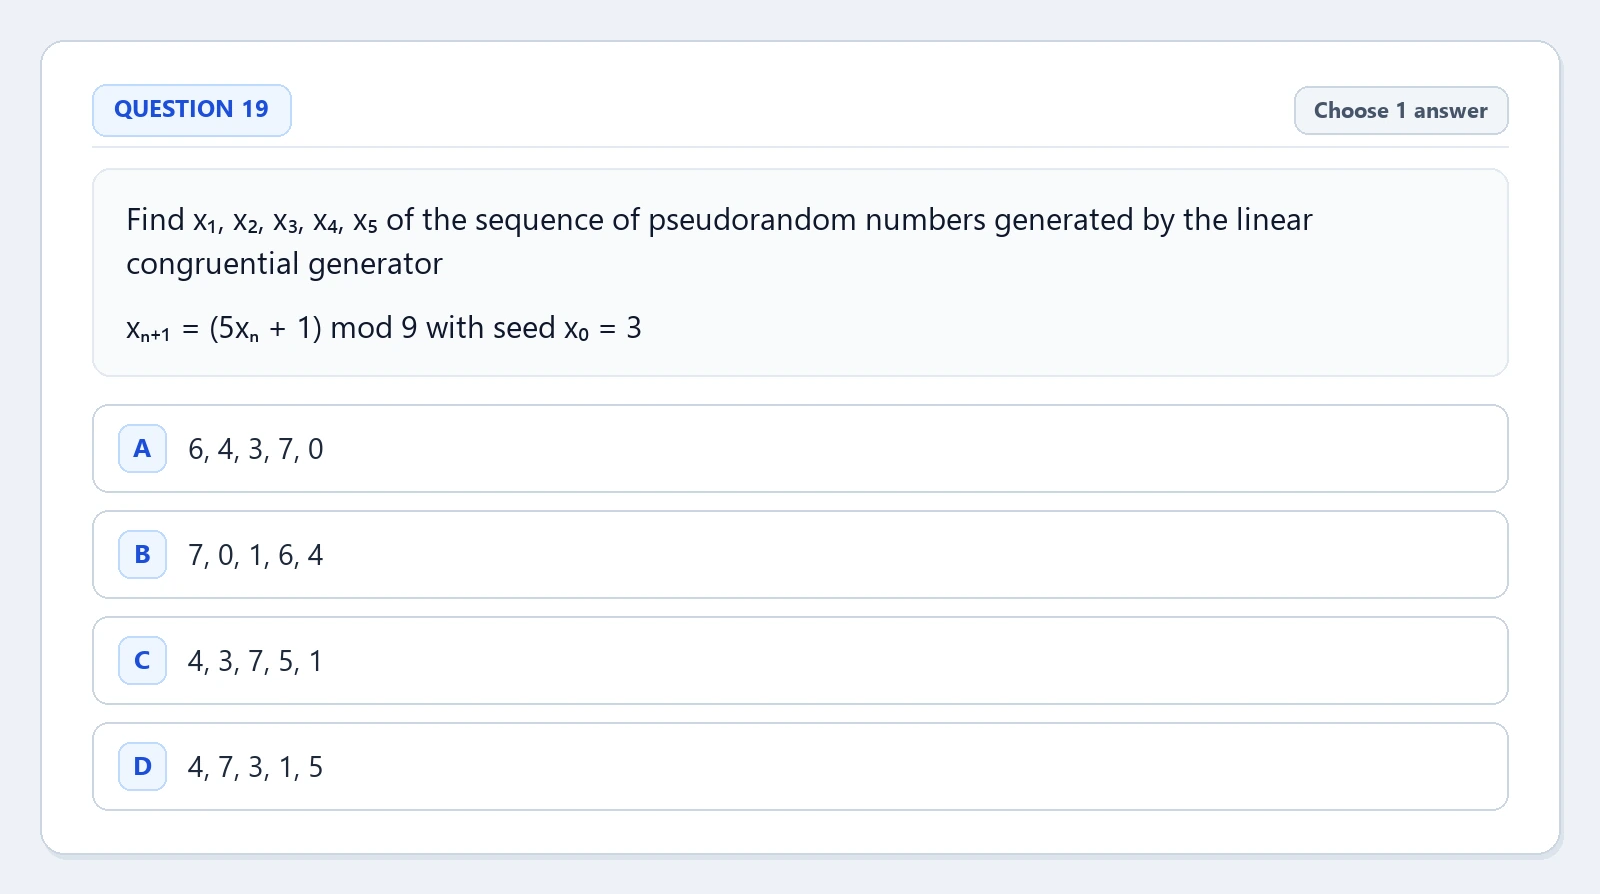 QUESTION 19
Choose 1 answer
Find x₁, x₂, x₃, x₄, x₅ of the sequence of pseudorandom numbers generated by the linear
congruential generator
xₙ₊₁ = (5xₙ + 1) mod 9 with seed x₀ = 3
A 6, 4, 3, 7, 0
B 7, 0, 1, 6, 4
C 4, 3, 7, 5, 1
D 4, 7, 3, 1, 5